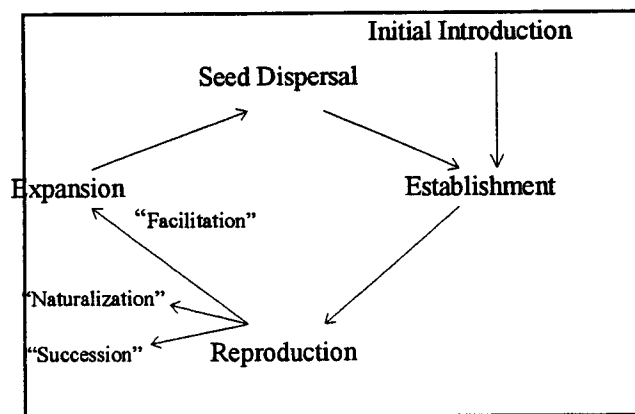 Initial Introduction
Seed Dispersal
Expansion
Establishment
“Facilitation”
“Naturalization”
“Succession”
Reproduction